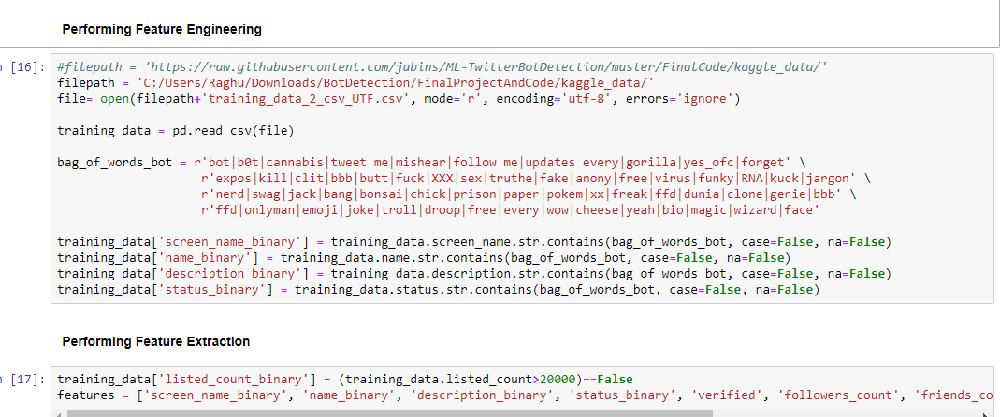 Performing Feature Engineering
[16]: #filepath = 'https://raw.githubusercontent.com/jubins/ML-TwitterBotDetection/master/FinalCode/kaggle_data/'
filepath = 'C:/Users/Raghu/Downloads/BotDetection/FinalProjectAndCode/kaggle_data/'
file= open(filepath+'training_data_2_csv_UTF.csv', mode='r', encoding='utf-8', errors='ignore')
training_data = pd.read_csv(file)
bag_of_words_bot = r'bot|b0t|cannabis|tweet me|mishear|follow me|updates every|gorilla|yes_ofc|forget' \
r'expos|kill|clit|bbb|butt|fuck|XXX|sex|truthe|fake|anony|free|virus|funky|RNA|kuck|jargon' \
r'nerd|swag|jack|bang|bonsai|chick|prison|paper|pokem|xx|freak|ffd|dunia|clone|genie|bbb' \
r'ffd|onlyman|emoji|joke|troll|droop|free|every|wow|cheese|yeah|bio|magic|wizard|face'
training_data['screen_name_binary'] = training_data.screen_name.str.contains(bag_of_words_bot, case=False, na=False)
training_data['name_binary'] = training_data.name.str.contains(bag_of_words_bot, case=False, na=False)
training_data['description_binary'] = training_data.description.str.contains(bag_of_words_bot, case=False, na=False)
training_data['status_binary'] = training_data.status.str.contains(bag_of_words_bot, case=False, na=False)
Performing Feature Extraction
[17]: training_data['listed_count_binary'] = (training_data.listed_count>20000)==False
features = ['screen_name_binary', 'name_binary', 'description_binary', 'status_binary', 'verified', 'followers_count', 'friends_co